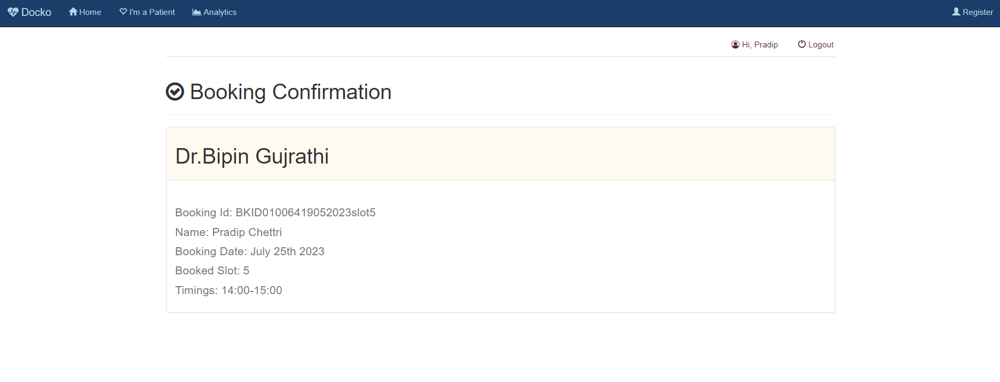 Docko Home I'm a Patient Analytics Register
Hi, Pradip Logout
Booking Confirmation
Dr.Bipin Gujrathi
Booking Id: BKID01006419052023slot5
Name: Pradip Chettri
Booking Date: July 25th 2023
Booked Slot: 5
Timings: 14:00-15:00